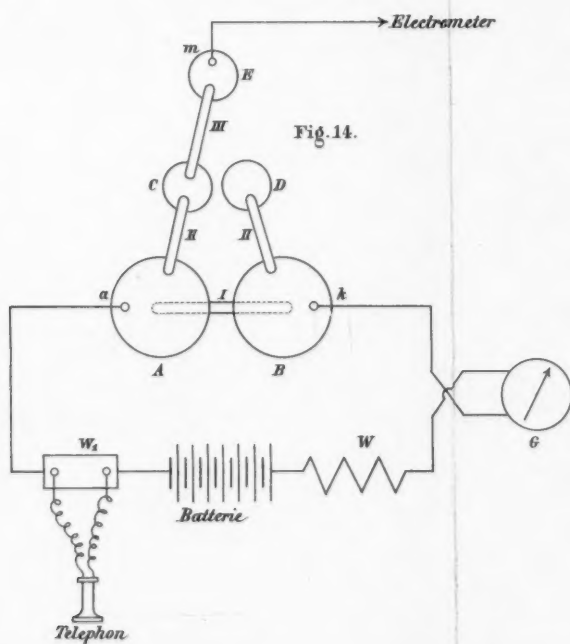 Electrometer
m
E
III
Fig. 14.
C
D
II
II
a
I
k
A
B
G
W₁
W
Batterie
Telephon